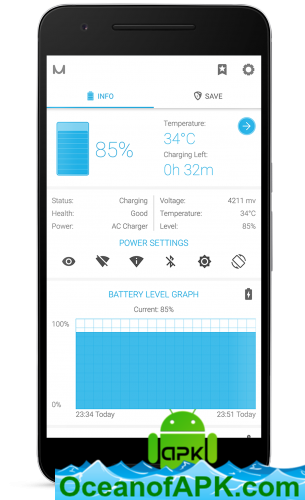 INFO
SAVE
85%
Temperature:
34°C
Charging Left:
0h 32m
Status: Charging
Voltage: 4211 mv
Health: Good
Temperature: 34°C
Power: AC Charger
Level: 85%
POWER SETTINGS
BATTERY LEVEL GRAPH
Current: 85%
100%
0%
23:34 Today
23:51 Today
apk
OceanofAPK.com